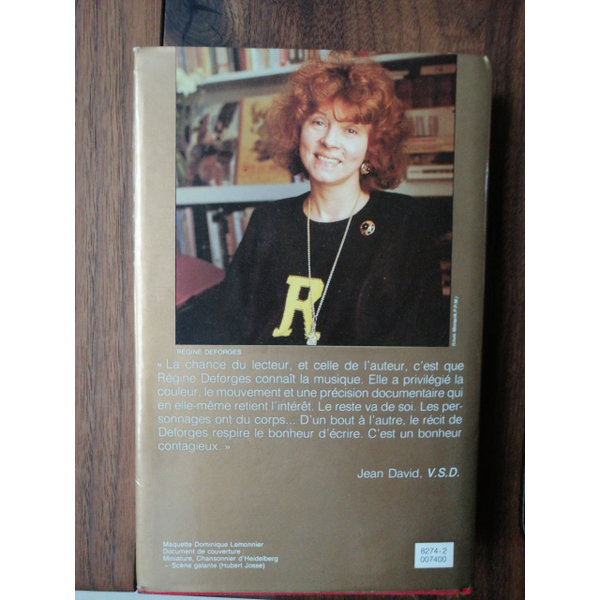 R
RÉGINE DEFORGES
« La chance du lecteur, et celle de l'auteur, c'est que
Régine Deforges connaît la musique. Elle a privilégié la
couleur, le mouvement et une précision documentaire qui
en elle-même retient l'intérêt. Le reste va de soi. Les per-
sonnages ont du corps... D'un bout à l'autre, le récit de
Deforges respire le bonheur d'écrire. C'est un bonheur
contagieux. »
Jean David, V.S.D.
Maquette Dominique Lemonnier
Document de couverture :
Miniature, Chansonnier d'Heidelberg
- Scène galante (Hubert Josse)
8274-2
007400